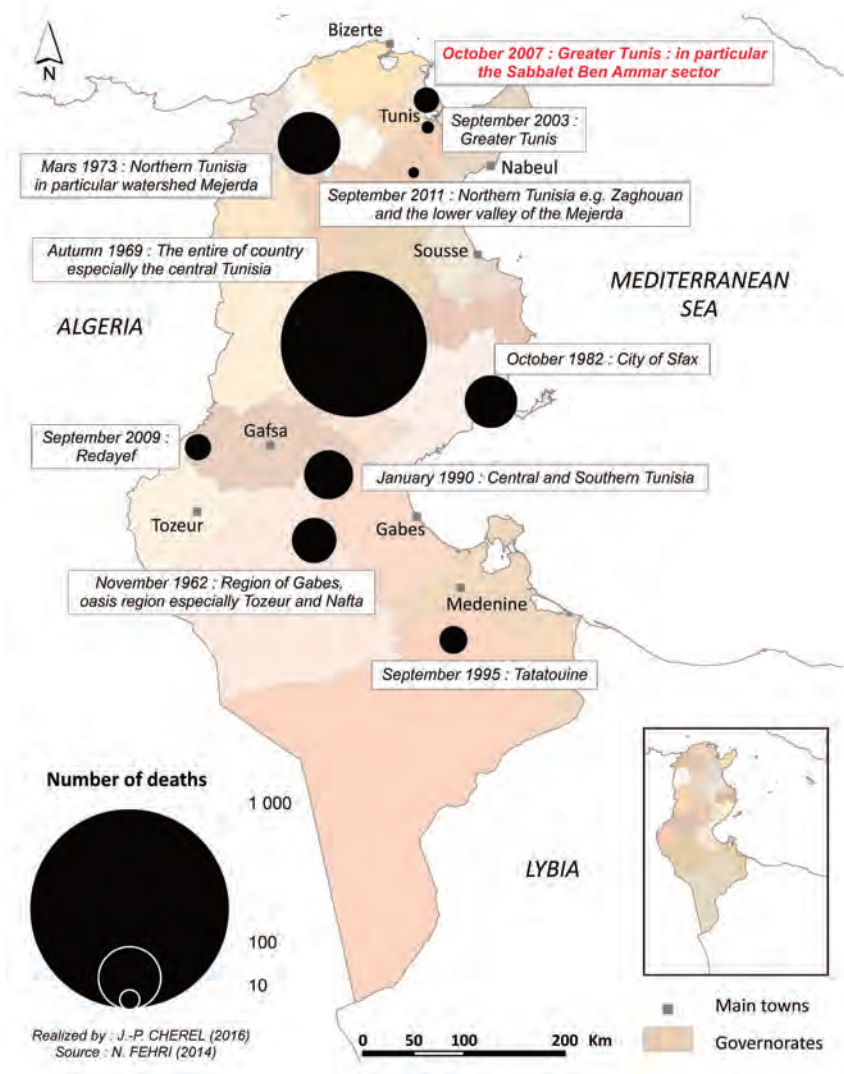 Bizerte
N
October 2007 : Greater Tunis : in particular
the Sabbalet Ben Ammar sector
Tunis
September 2003 :
Greater Tunis
Mars 1973 : Northern Tunisia
in particular watershed Mejerda
Nabeul
September 2011 : Northern Tunisia e.g. Zaghouan
and the lower valley of the Mejerda
Autumn 1969 : The entire of country
especially the central Tunisia
Sousse
MEDITERRANEAN
SEA
ALGERIA
October 1982 : City of Sfax
September 2009 :
Redayef
Gafsa
January 1990 : Central and Southern Tunisia
Tozeur
Gabes
November 1962 : Region of Gabes,
oasis region especially Tozeur and Nafta
Medenine
September 1995 : Tatatouine
Number of deaths
1 000
100
10
LYBIA
Realized by : J.-P. CHEREL (2016)
Source : N. FEHRI (2014)
0 50 100 200 Km
Main towns
Governorates